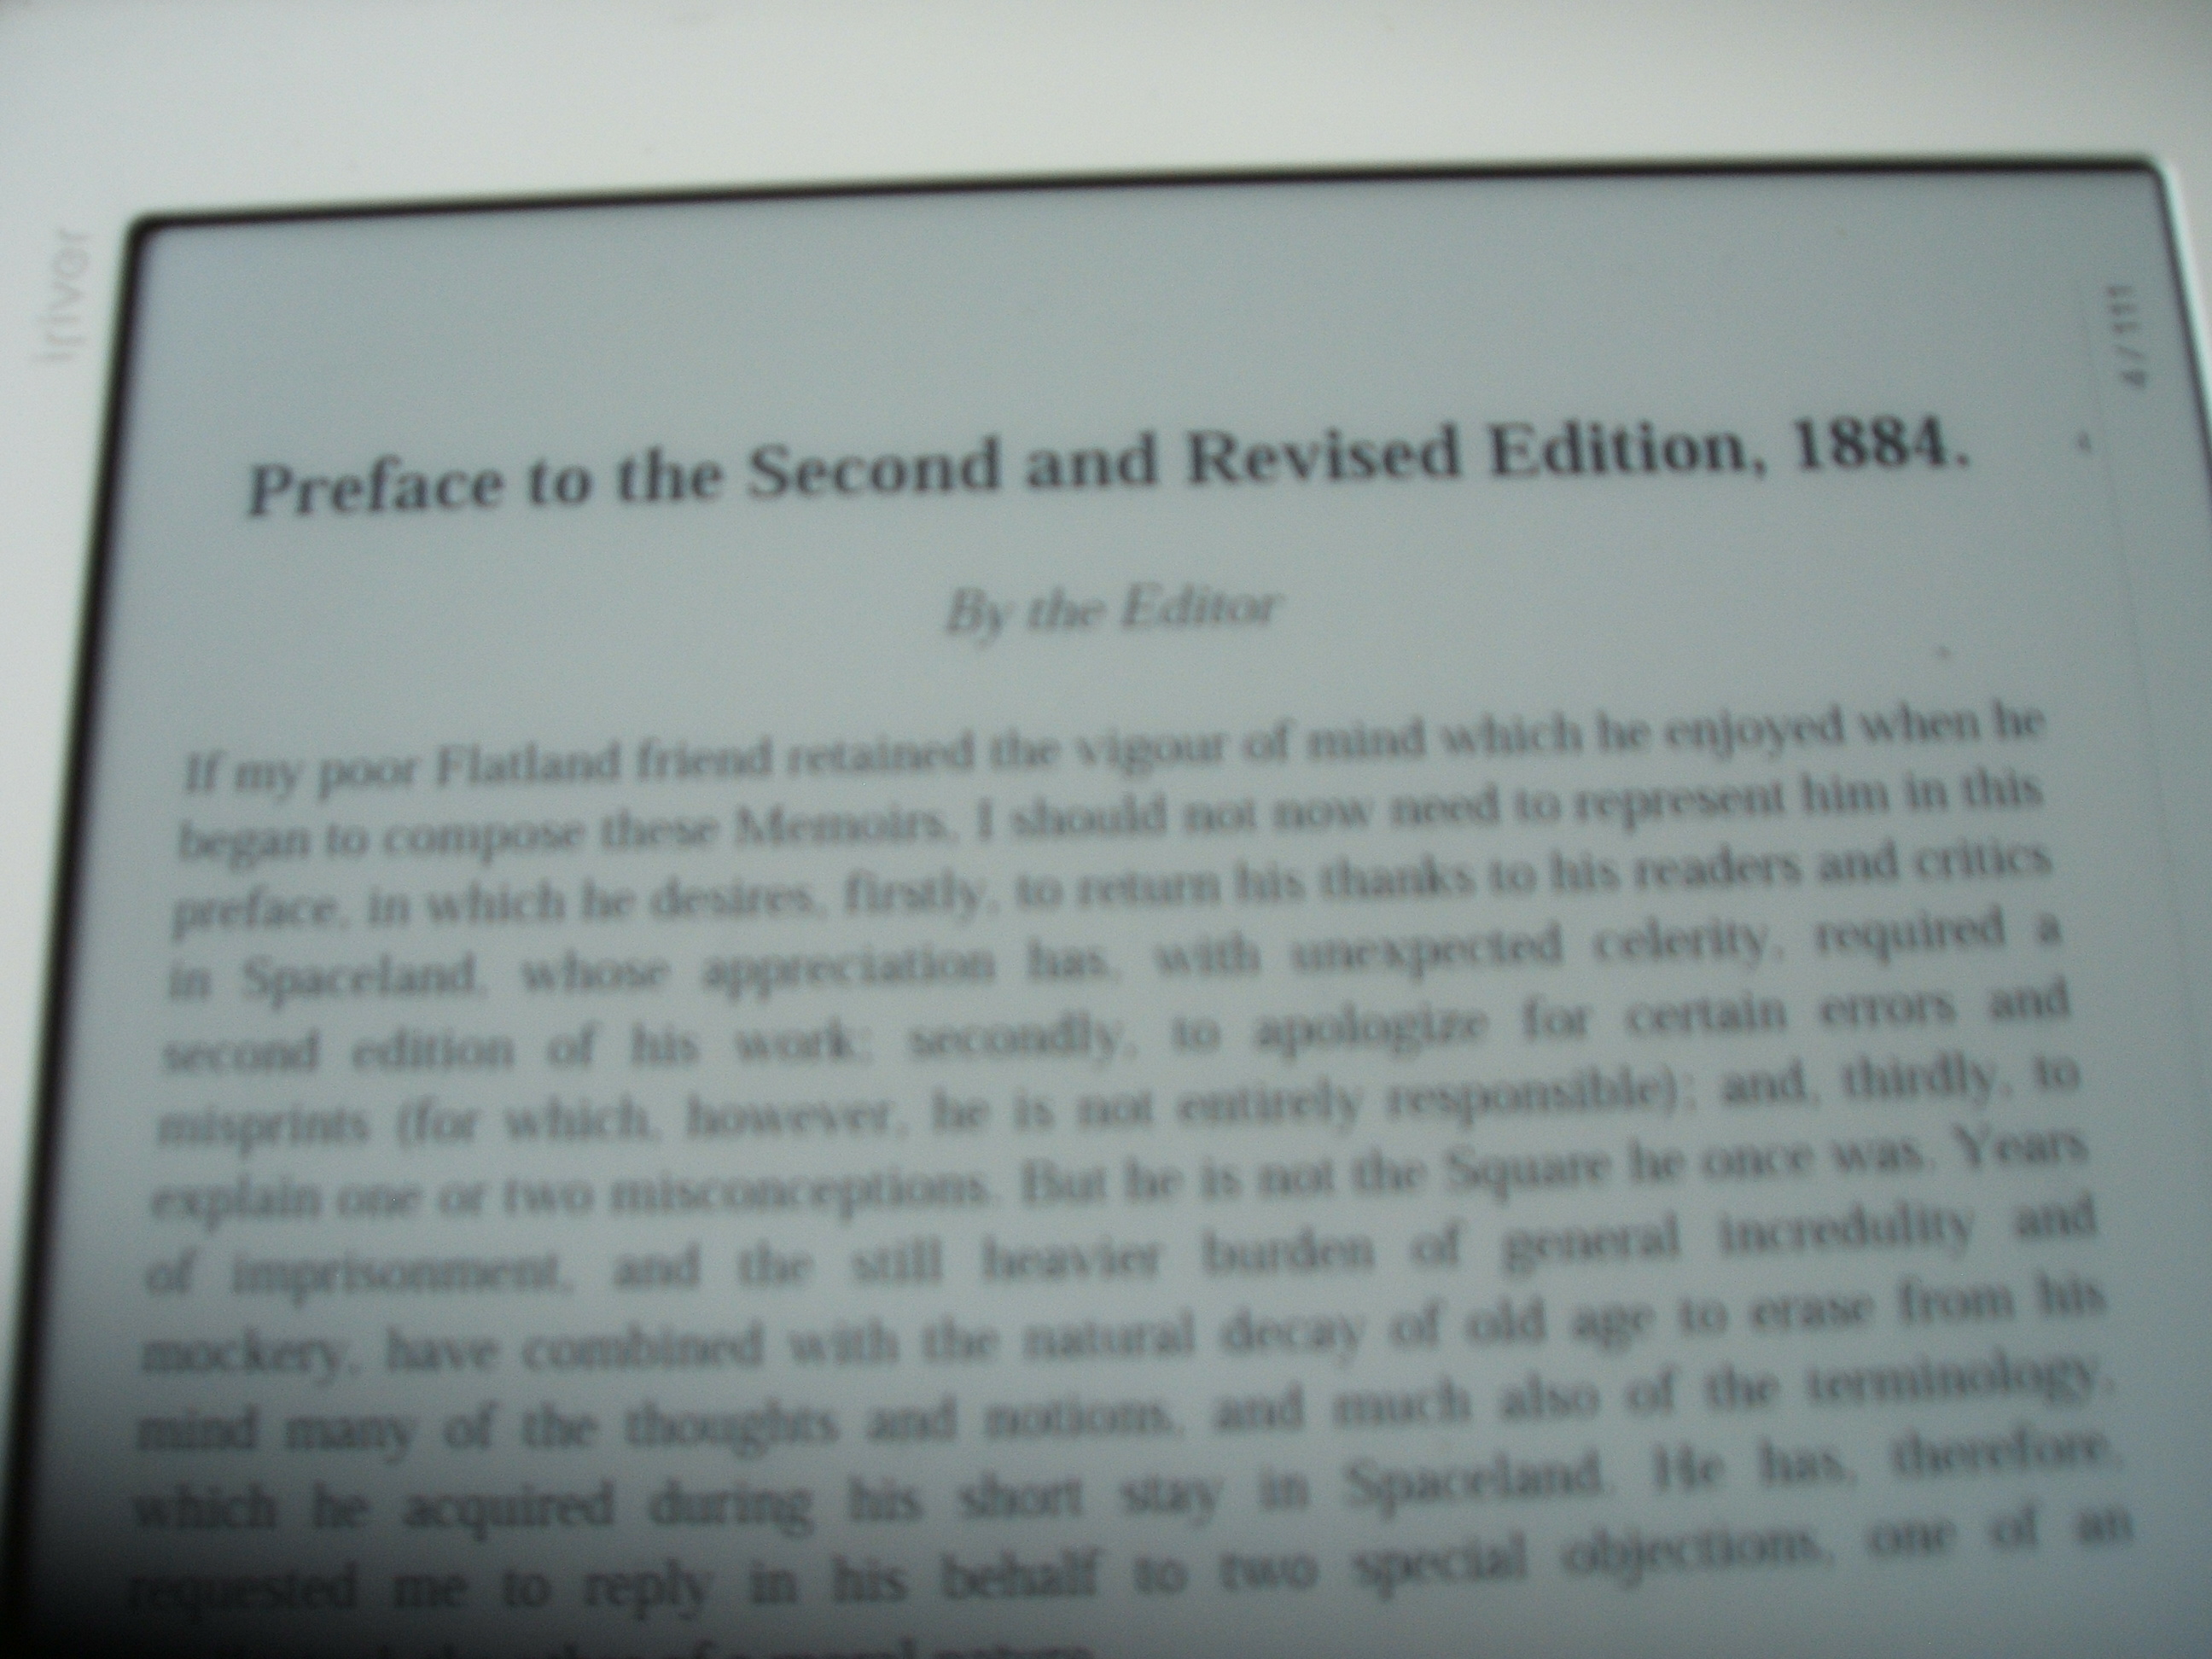 iriver
4 / 111
Preface to the Second and Revised Edition, 1884.
By the Editor
If my poor Flatland friend retained the vigour of mind which he enjoyed when he
began to compose these Memoirs, I should not now need to represent him in this
preface, in which he desires, firstly, to return his thanks to his readers and critics
in Spaceland, whose appreciation has, with unexpected celerity, required a
second edition of his work; secondly, to apologize for certain errors and
misprints (for which, however, he is not entirely responsible); and, thirdly, to
explain one or two misconceptions. But he is not the Square he once was. Years
of imprisonment, and the still heavier burden of general incredulity and
mockery, have combined with the natural decay of old age to erase from his
mind many of the thoughts and notions, and much also of the terminology,
which he acquired during his short stay in Spaceland. He has, therefore,
requested me to reply in his behalf to two special objections, one of an
of a moral nature.